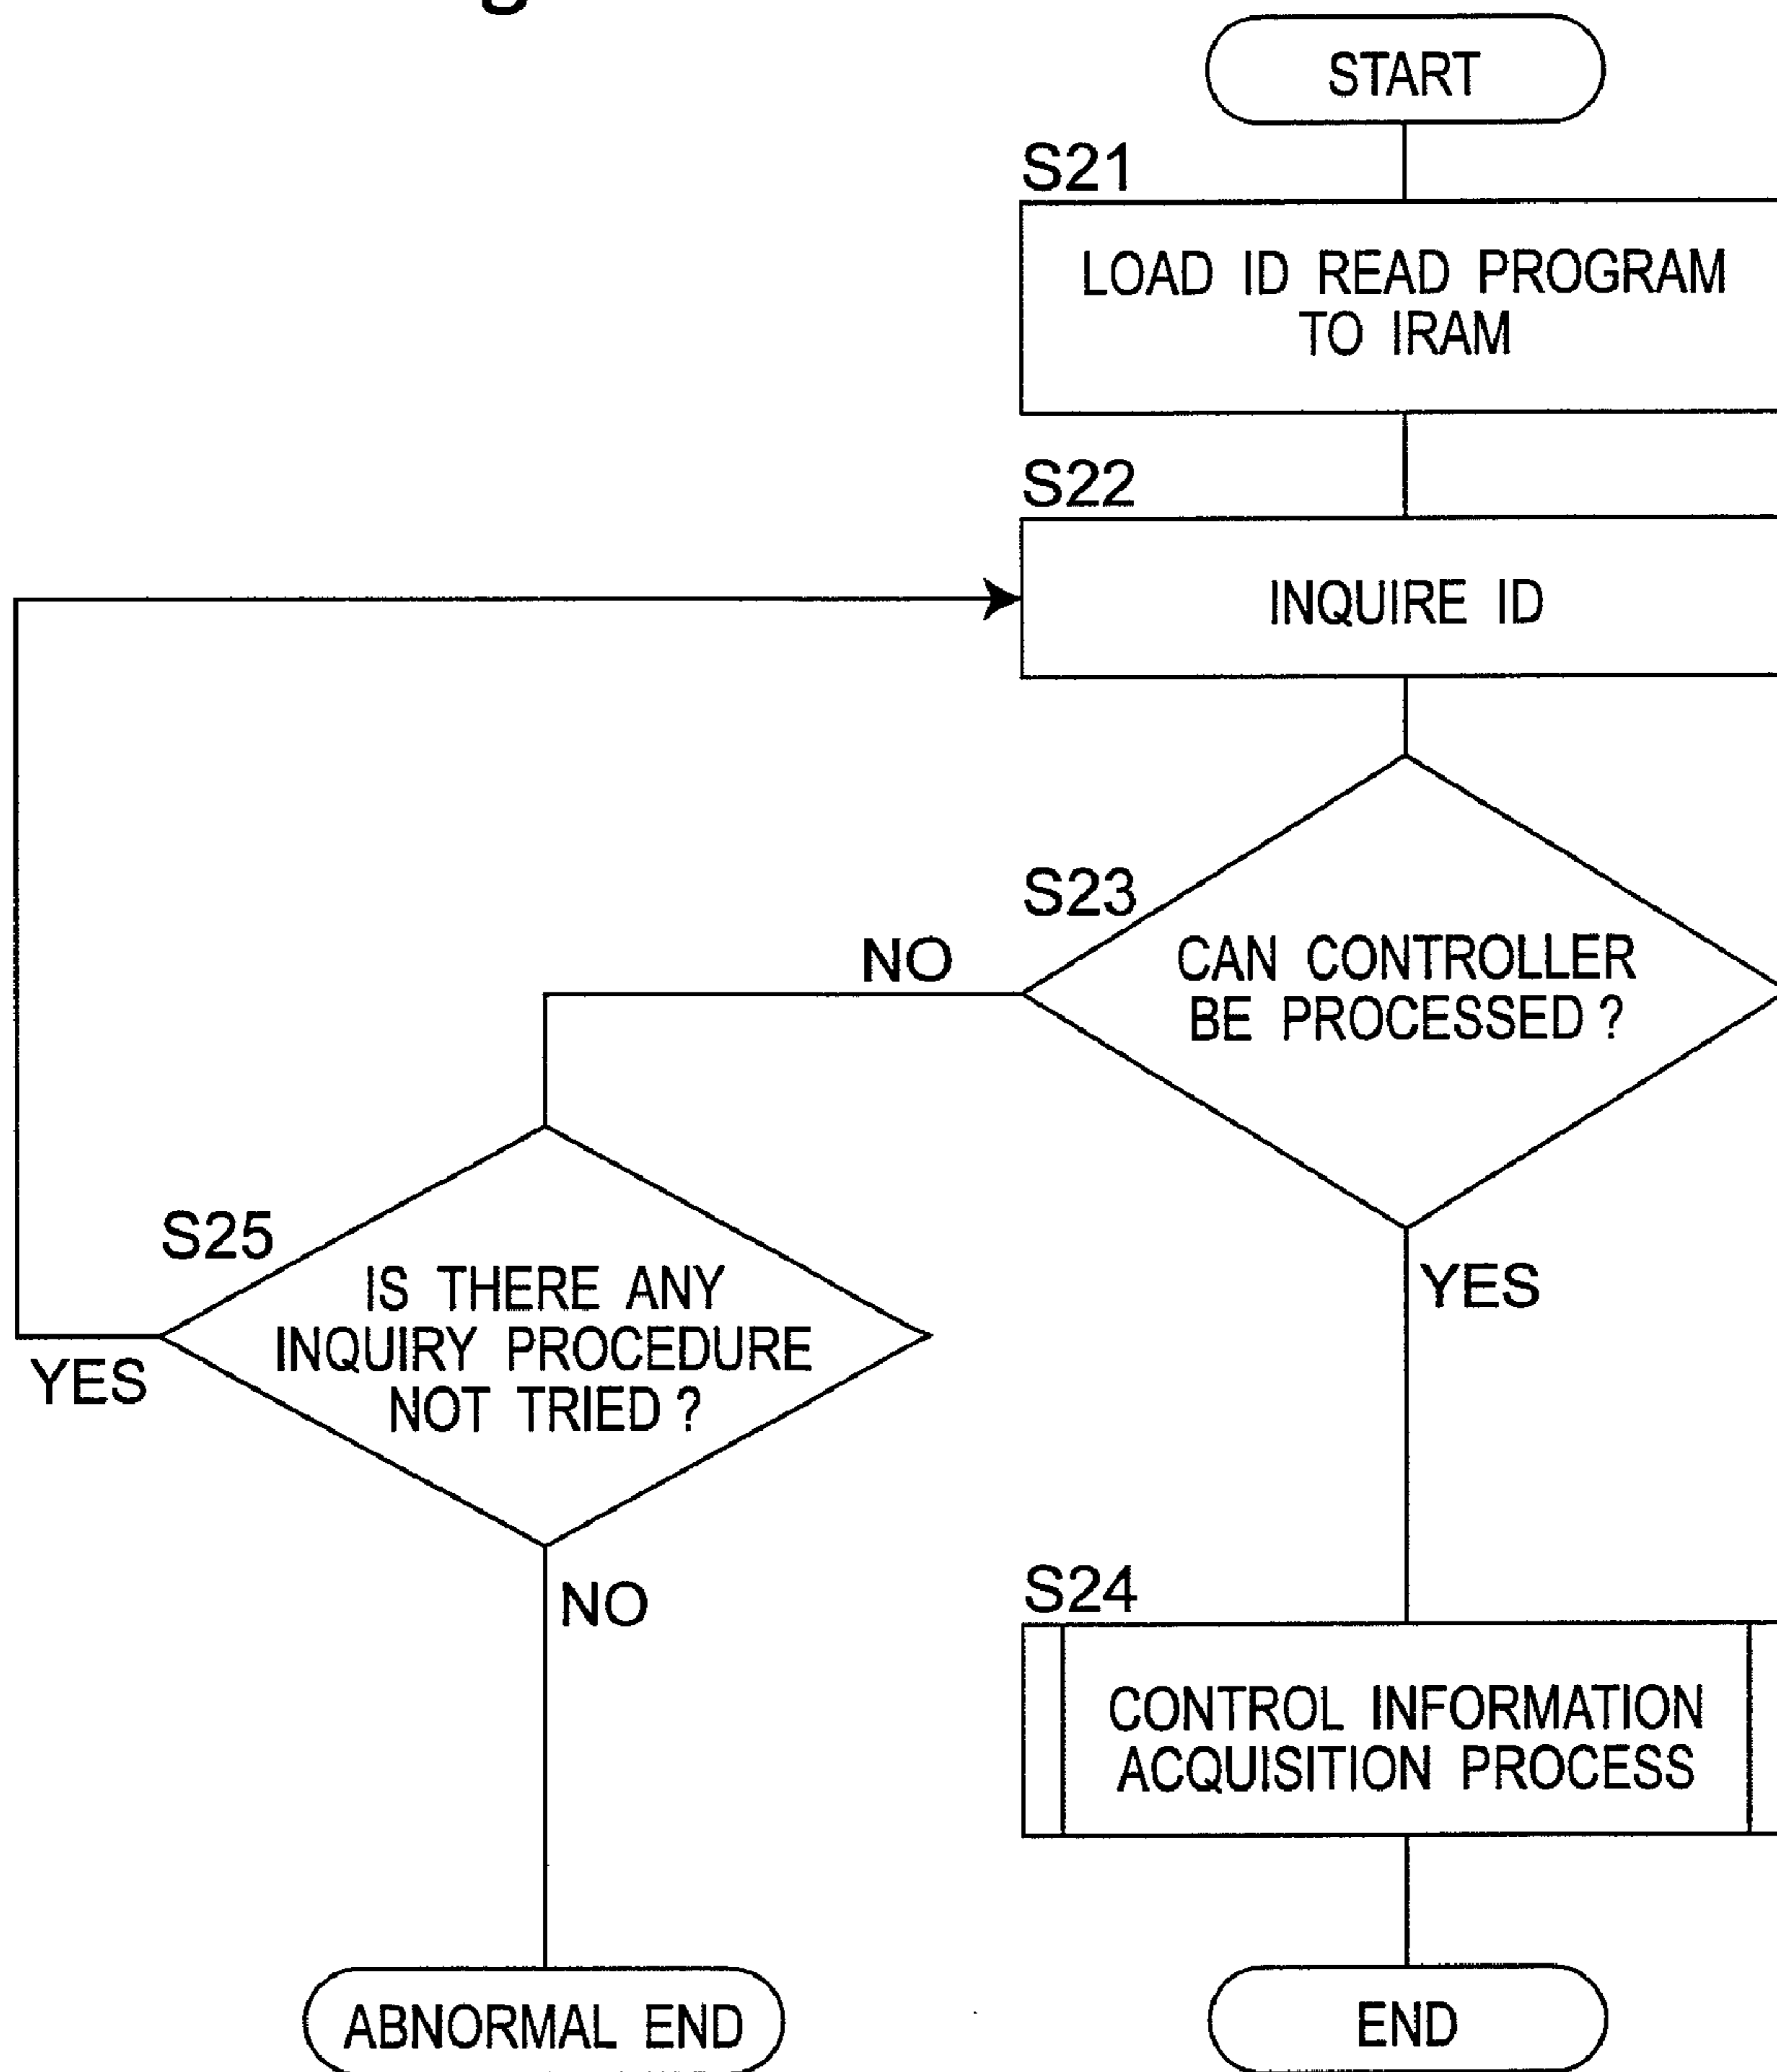 START
S21
LOAD ID READ PROGRAM
TO IRAM
S22
INQUIRE ID
S23
CAN CONTROLLER
BE PROCESSED ?
NO
YES
S25
IS THERE ANY
INQUIRY PROCEDURE
NOT TRIED ?
YES
NO
S24
CONTROL INFORMATION
ACQUISITION PROCESS
ABNORMAL END
END